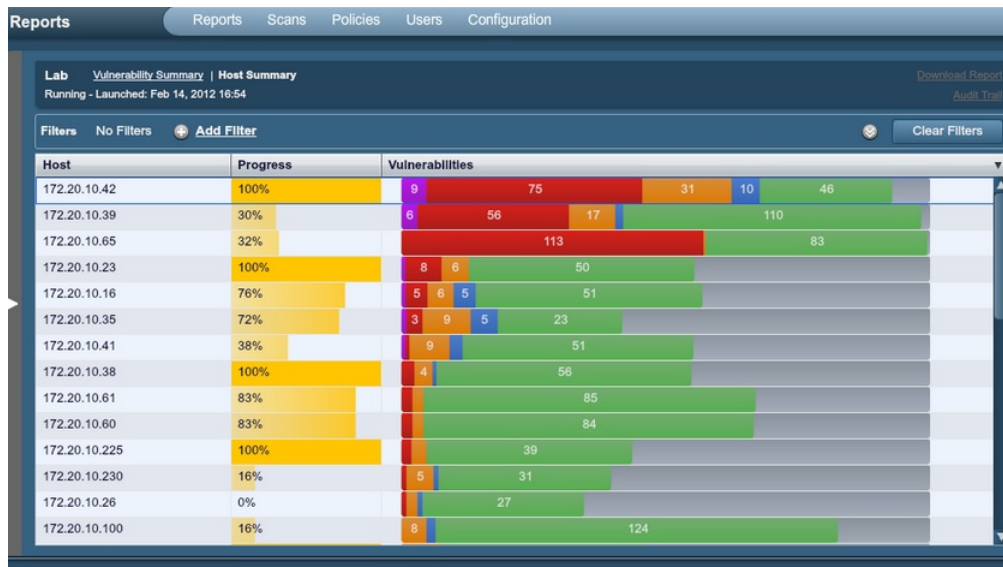 Reports Reports Scans Policies Users Configuration
Lab Vulnerability Summary | Host Summary Download Report
Running - Launched: Feb 14, 2012 16:54 Audit Trail
Filters No Filters Add Filter Clear Filters
Host Progress Vulnerabilities
172.20.10.42 100% 9 75 31 10 46
172.20.10.39 30% 6 56 17 110
172.20.10.65 32% 113 83
172.20.10.23 100% 8 6 50
172.20.10.16 76% 5 6 5 51
172.20.10.35 72% 3 9 5 23
172.20.10.41 38% 9 51
172.20.10.38 100% 4 56
172.20.10.61 83% 85
172.20.10.60 83% 84
172.20.10.225 100% 39
172.20.10.230 16% 5 31
172.20.10.26 0% 27
172.20.10.100 16% 8 124